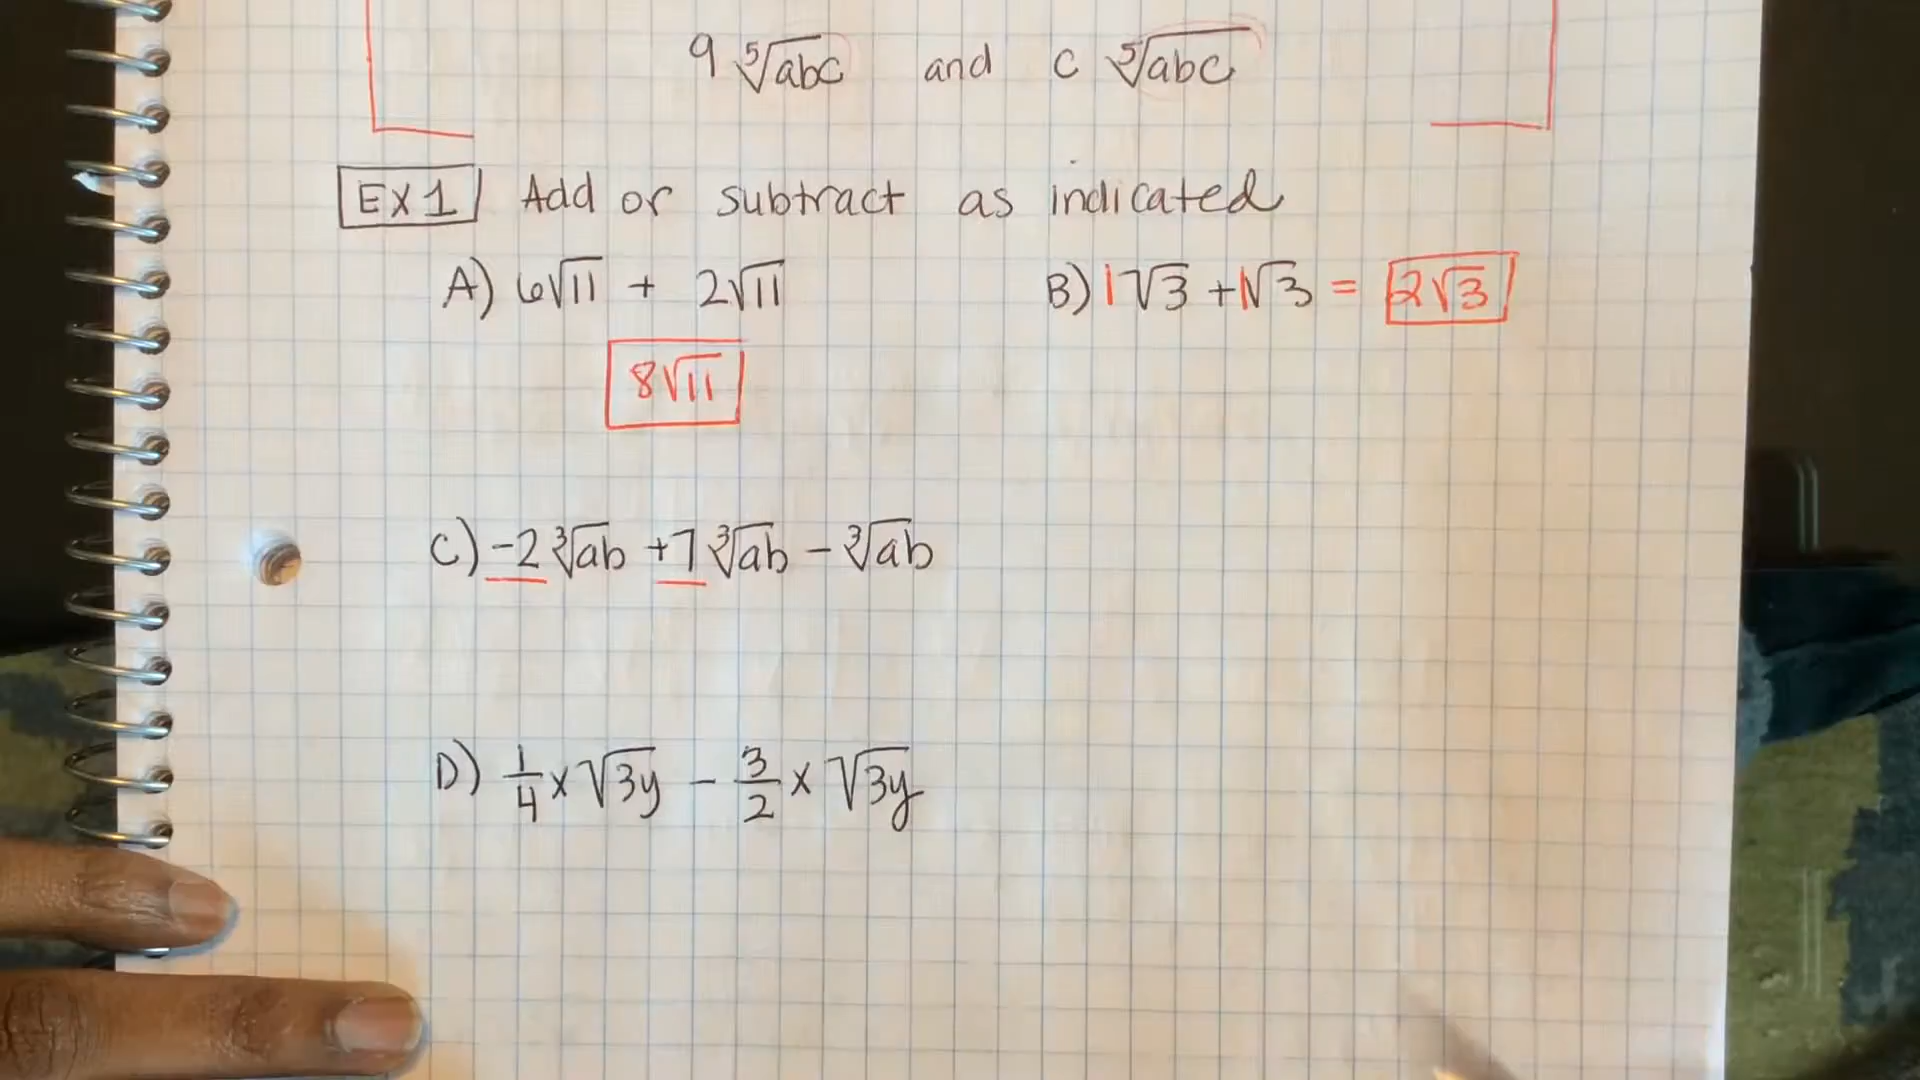 9 ⁵√abc and c ⁵√abc
EX 1 Add or subtract as indicated
A) 6√11 + 2√11
B) 1√3 + 1√3 = 2√3
8√11
C) -2 ³√ab +7 ³√ab - ³√ab
D) 1/4 x √3y - 3/2 x √3y